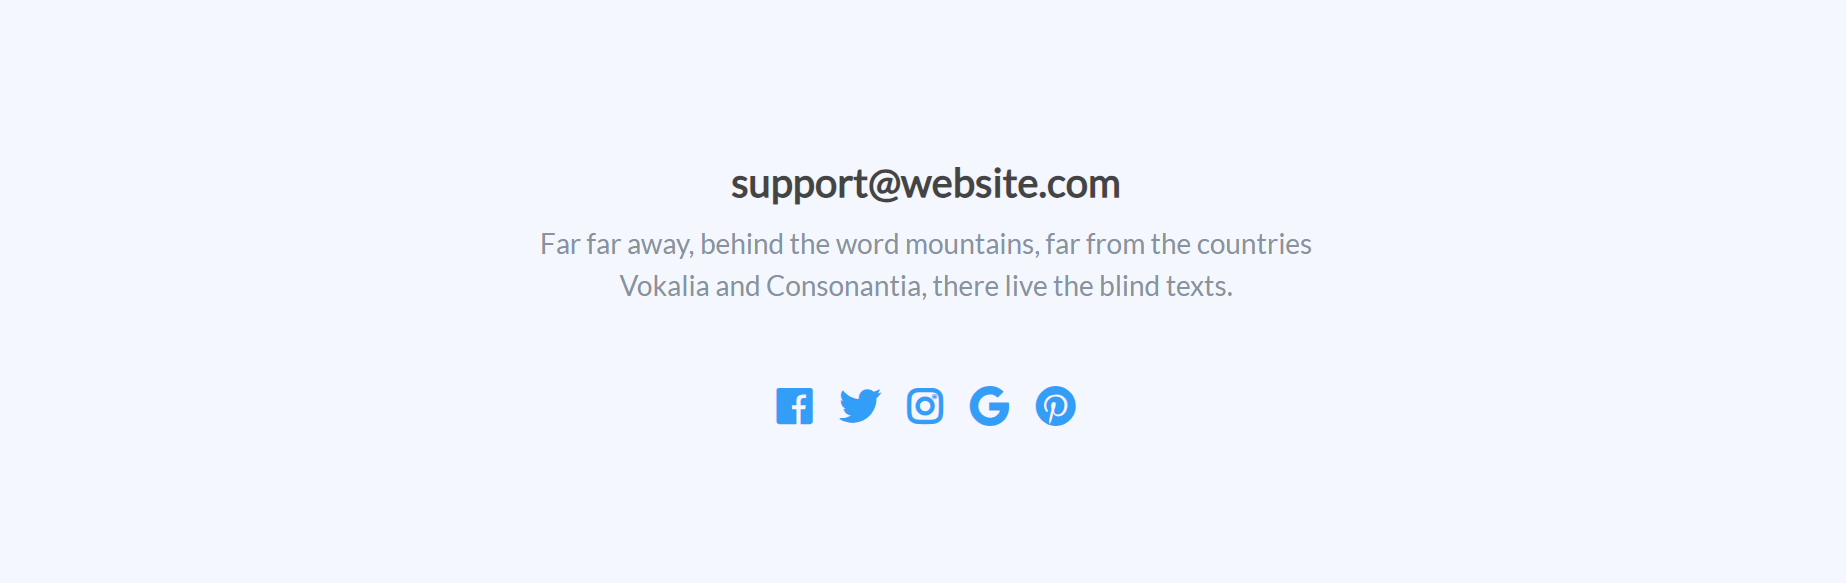 support@website.com
Far far away, behind the word mountains, far from the countries
Vokalia and Consonantia, there live the blind texts.